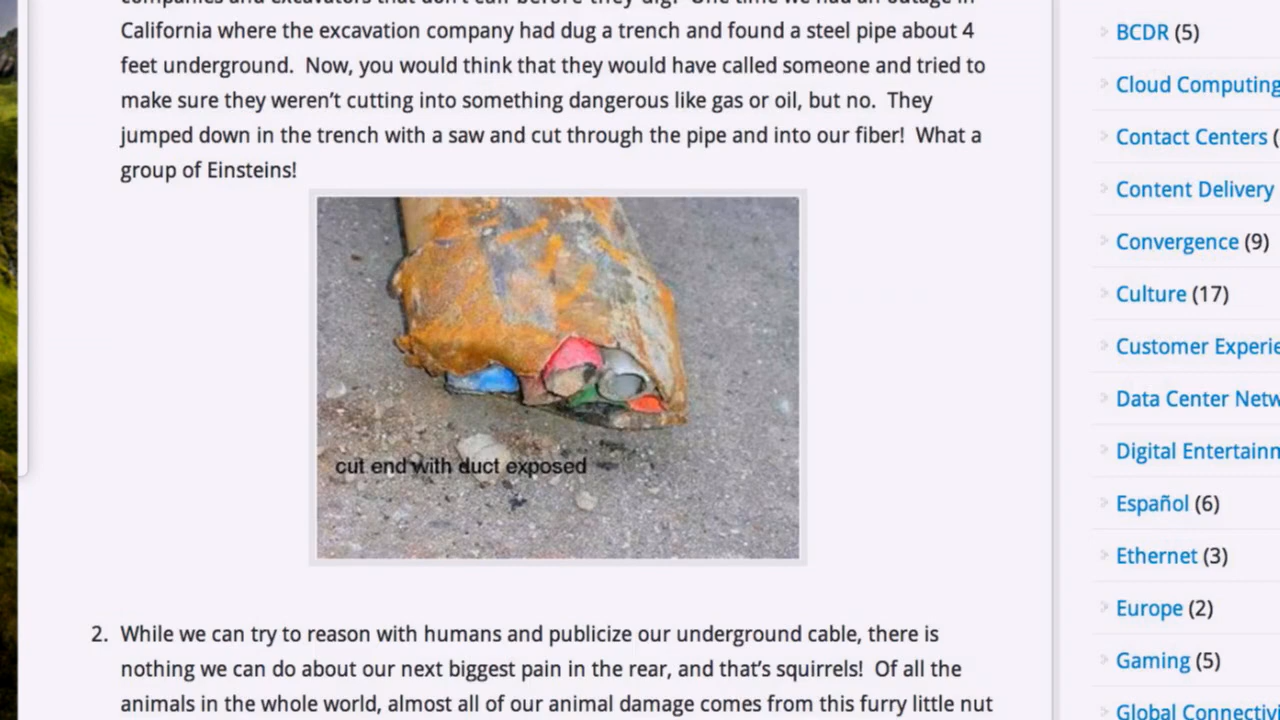 California where the excavation company had dug a trench and found a steel pipe about 4
feet underground.  Now, you would think that they would have called someone and tried to
make sure they weren't cutting into something dangerous like gas or oil, but no.  They
jumped down in the trench with a saw and cut through the pipe and into our fiber!  What a
group of Einsteins!
cut end with duct exposed
2. While we can try to reason with humans and publicize our underground cable, there is
nothing we can do about our next biggest pain in the rear, and that's squirrels!  Of all the
animals in the whole world, almost all of our animal damage comes from this furry little nut
BCDR (5)
Cloud Computing
Contact Centers (
Content Delivery
Convergence (9)
Culture (17)
Customer Experie
Data Center Netw
Digital Entertainm
Español (6)
Ethernet (3)
Europe (2)
Gaming (5)
Global Connectivi